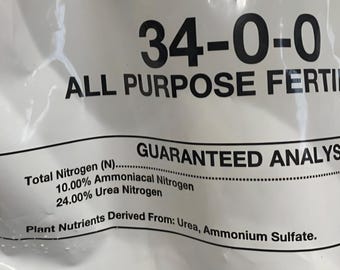 34-0-0
ALL PURPOSE FERTI
GUARANTEED ANALYS
Total Nitrogen (N)..............................
10.00% Ammoniacal Nitrogen
24.00% Urea Nitrogen
Plant Nutrients Derived From: Urea, Ammonium Sulfate.